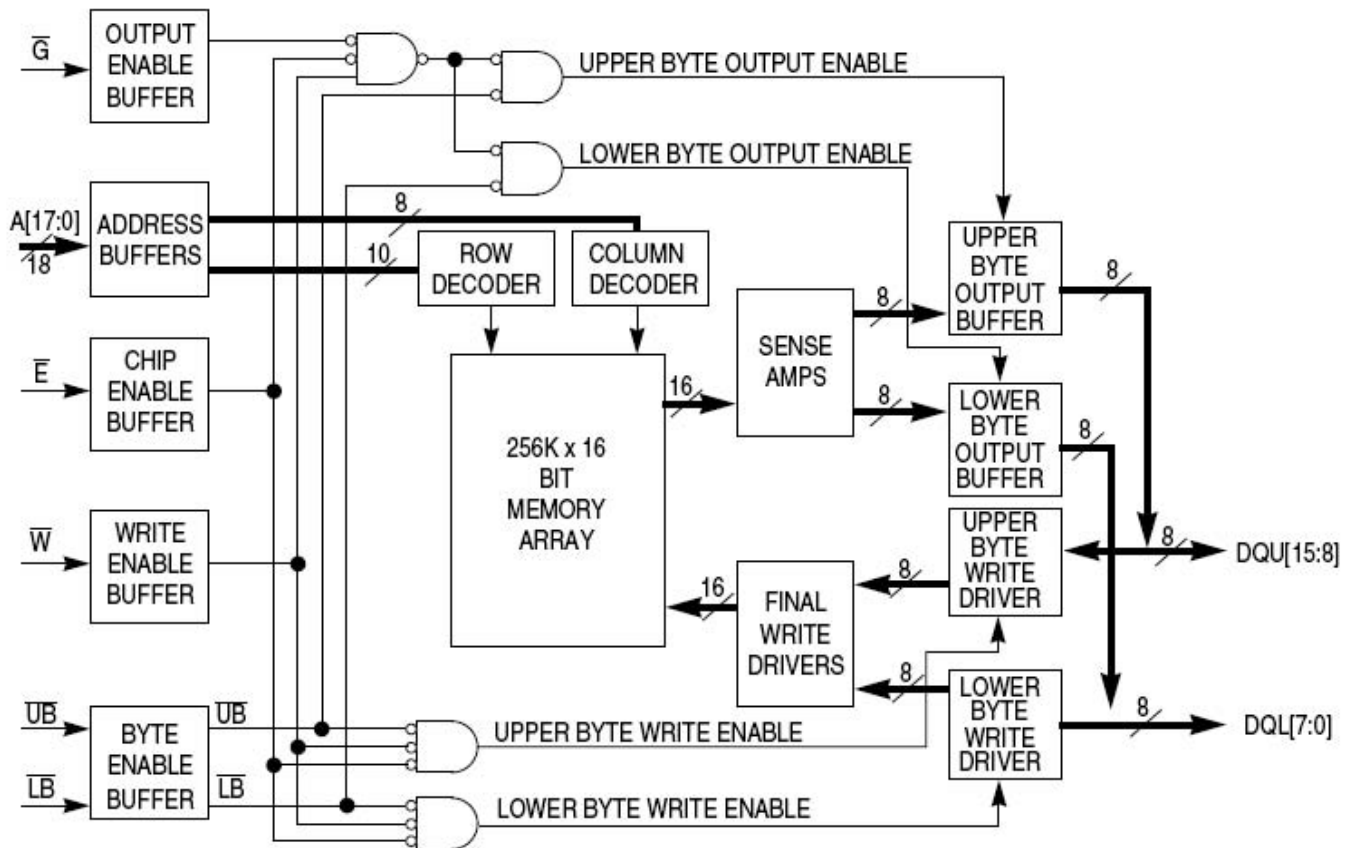 G̅
OUTPUT
ENABLE
BUFFER
UPPER BYTE OUTPUT ENABLE
LOWER BYTE OUTPUT ENABLE
A[17:0]
18
ADDRESS
BUFFERS
8
10
ROW
DECODER
COLUMN
DECODER
UPPER
BYTE
OUTPUT
BUFFER
8
8
SENSE
AMPS
8
E̅
CHIP
ENABLE
BUFFER
16
LOWER
BYTE
OUTPUT
BUFFER
8
256K x 16
BIT
MEMORY
ARRAY
W̅
WRITE
ENABLE
BUFFER
UPPER
BYTE
WRITE
DRIVER
8
DQU[15:8]
16
FINAL
WRITE
DRIVERS
8
8
LOWER
BYTE
WRITE
DRIVER
8
DQL[7:0]
U̅B̅
L̅B̅
BYTE
ENABLE
BUFFER
U̅B̅
L̅B̅
UPPER BYTE WRITE ENABLE
LOWER BYTE WRITE ENABLE